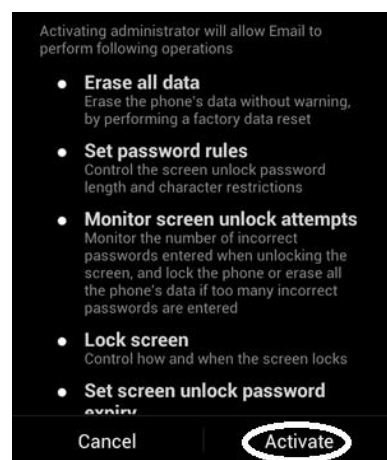 Activating administrator will allow Email to
perform following operations
Erase all data
Erase the phone's data without warning,
by performing a factory data reset
Set password rules
Control the screen unlock password
length and character restrictions
Monitor screen unlock attempts
Monitor the number of incorrect
passwords entered when unlocking the
screen, and lock the phone or erase all
the phone's data if too many incorrect
passwords are entered
Lock screen
Control how and when the screen locks
Set screen unlock password
expiry
Cancel
Activate